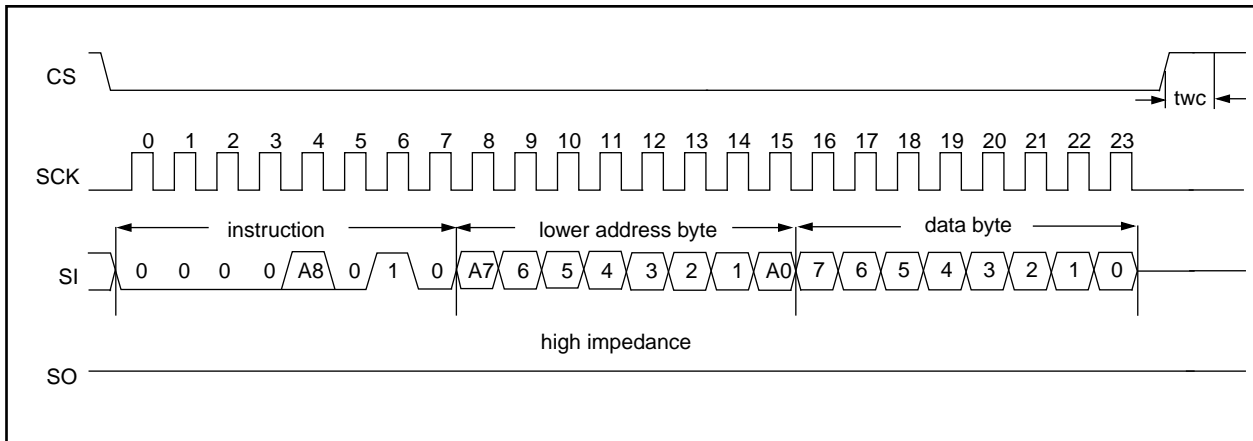 CS
twc
0 1 2 3 4 5 6 7 8 9 10 11 12 13 14 15 16 17 18 19 20 21 22 23
SCK
instruction lower address byte data byte
SI 0 0 0 0 A8 0 1 0 A7 6 5 4 3 2 1 A0 7 6 5 4 3 2 1 0
high impedance
SO